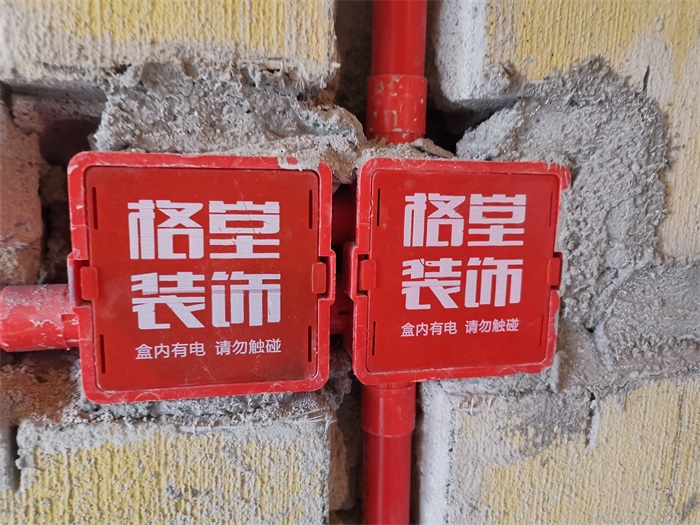 格堂
装饰
盒内有电 请勿触碰
格堂
装饰
盒内有电 请勿触碰